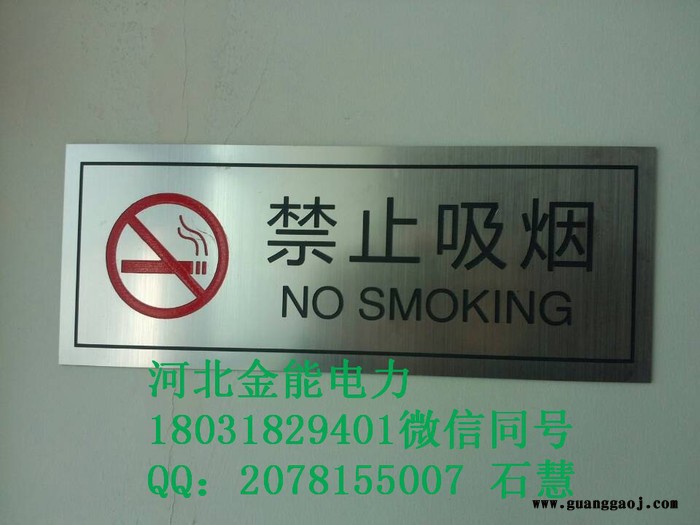 禁止吸烟
NO SMOKING
河北金能电力
18031829401微信同号
QQ：2078155007 石慧
www.guanggaoj.com